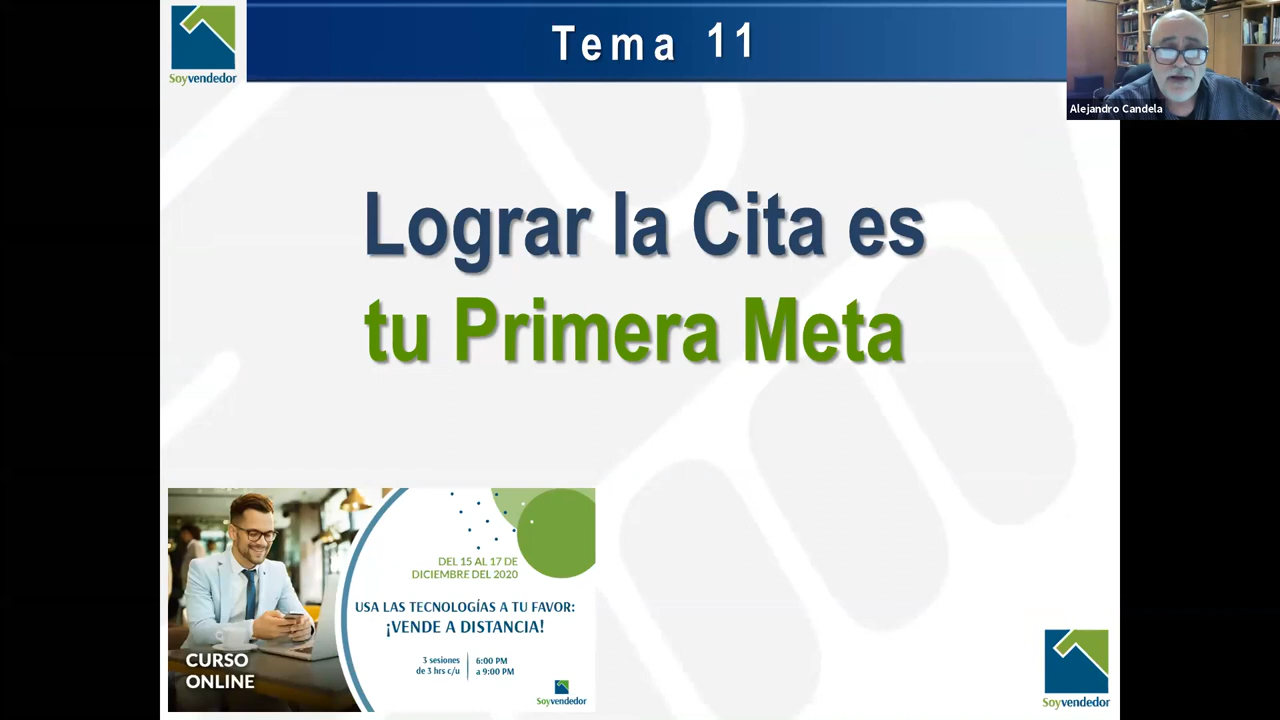 Tema 11
Soyvendedor
Alejandro Candela
Lograr la Cita es
tu Primera Meta
DEL 15 AL 17 DE
DICIEMBRE DEL 2020
USA LAS TECNOLOGÍAS A TU FAVOR:
¡VENDE A DISTANCIA!
3 sesiones
de 3 hrs c/u
6:00 PM
a 9:00 PM
CURSO
ONLINE
Soyvendedor
Soyvendedor